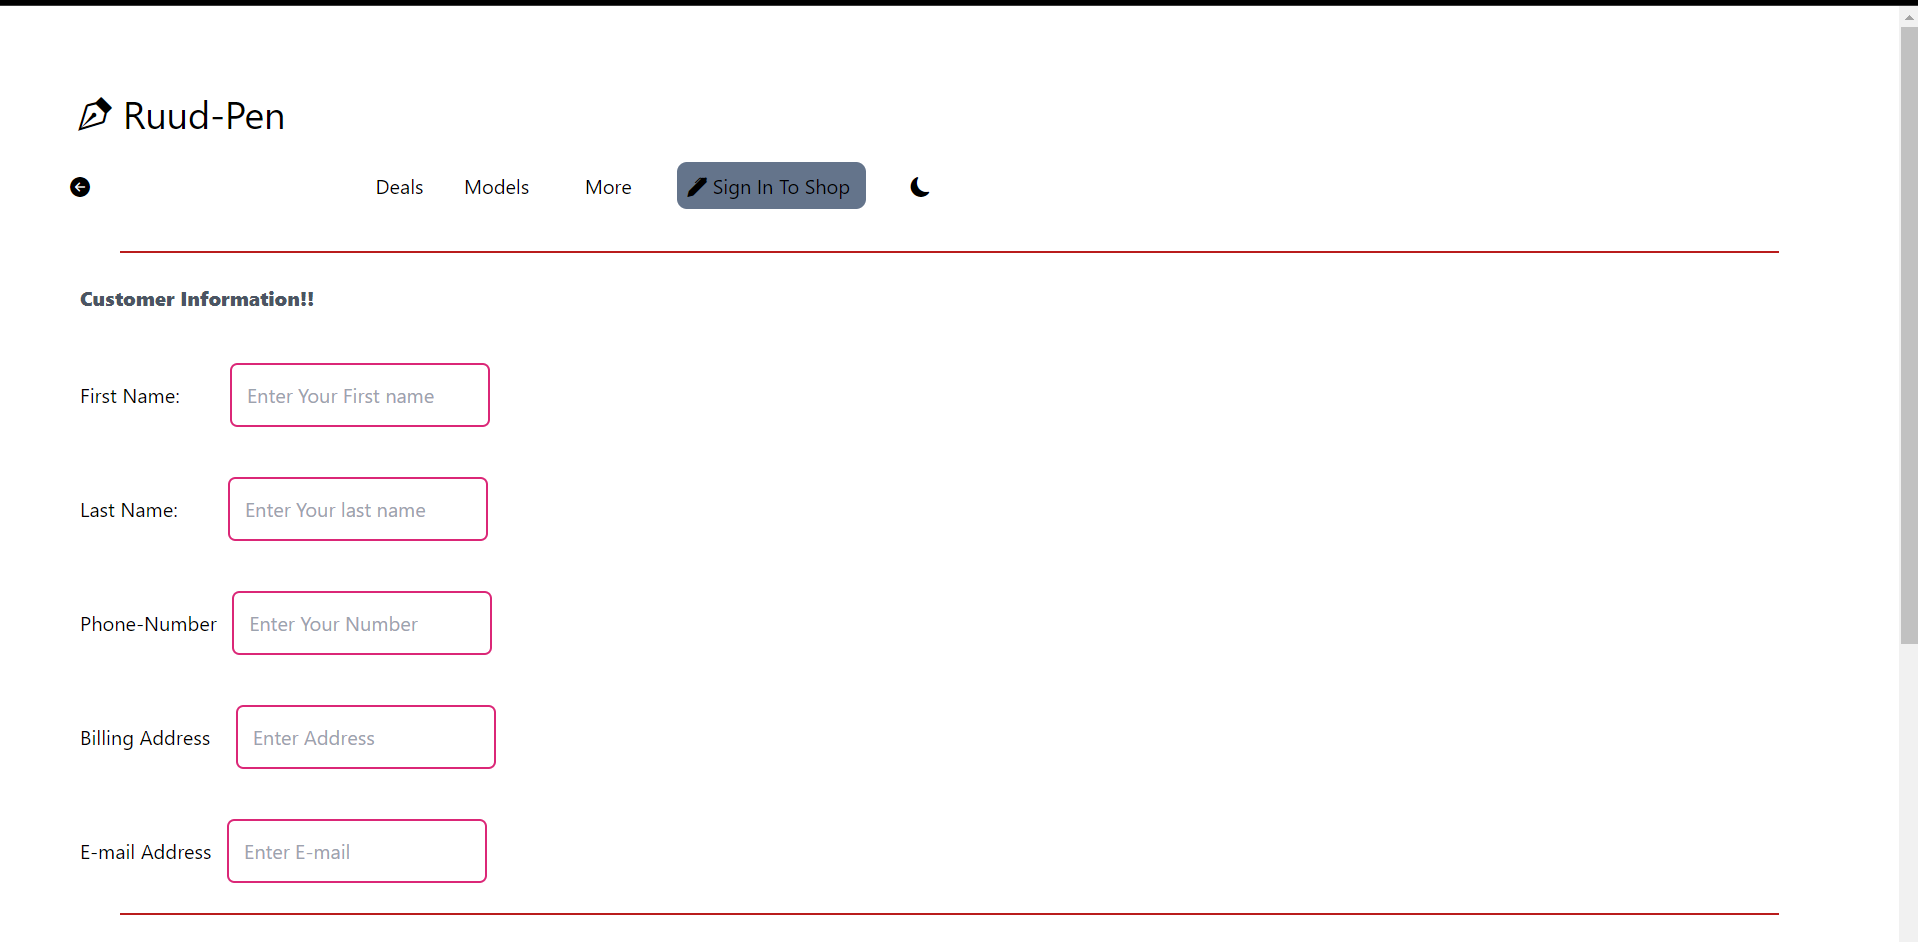 Ruud-Pen
Deals Models More Sign In To Shop
Customer Information!!
First Name: Enter Your First name
Last Name: Enter Your last name
Phone-Number Enter Your Number
Billing Address Enter Address
E-mail Address Enter E-mail